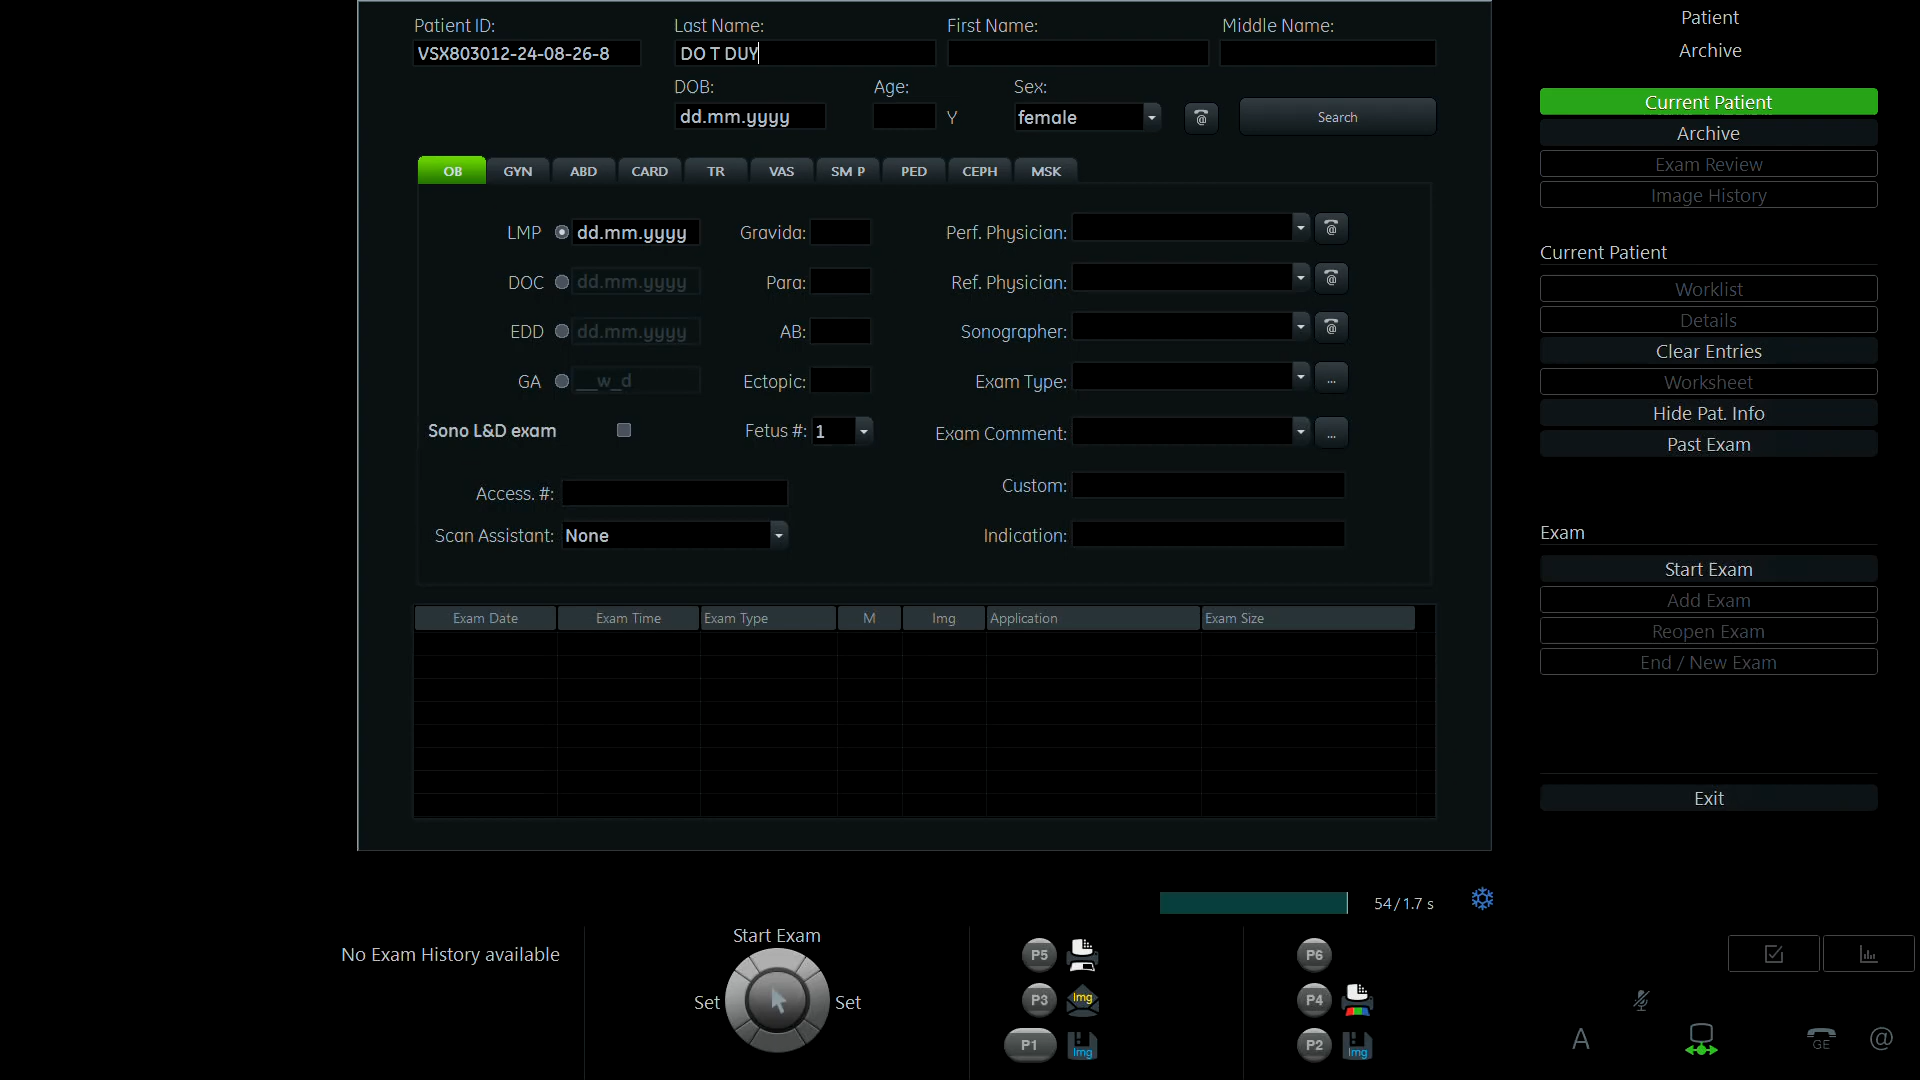 Patient ID: Last Name: First Name: Middle Name:
VSX803012-24-08-26-8 DO T DUY
DOB: Age: Sex:
dd.mm.yyyy Y female @ Search
OB GYN ABD CARD TR VAS SM P PED CEPH MSK
LMP dd.mm.yyyy Gravida: Perf. Physician: @
DOC dd.mm.yyyy Para: Ref. Physician: @
EDD dd.mm.yyyy AB: Sonographer: @
GA __w_d Ectopic: Exam Type: ...
Sono L&D exam Fetus #: 1 Exam Comment: ...
Access. #: Custom:
Scan Assistant: None Indication:
Exam Date Exam Time Exam Type M Img Application Exam Size
Patient
Archive
Current Patient
Archive
Exam Review
Image History
Current Patient
Worklist
Details
Clear Entries
Worksheet
Hide Pat. Info
Past Exam
Exam
Start Exam
Add Exam
Reopen Exam
End / New Exam
Exit
54/1.7 s
No Exam History available
Start Exam
Set Set
P5 P6
P3 Img P4
P1 Img P2 Img
A GE @